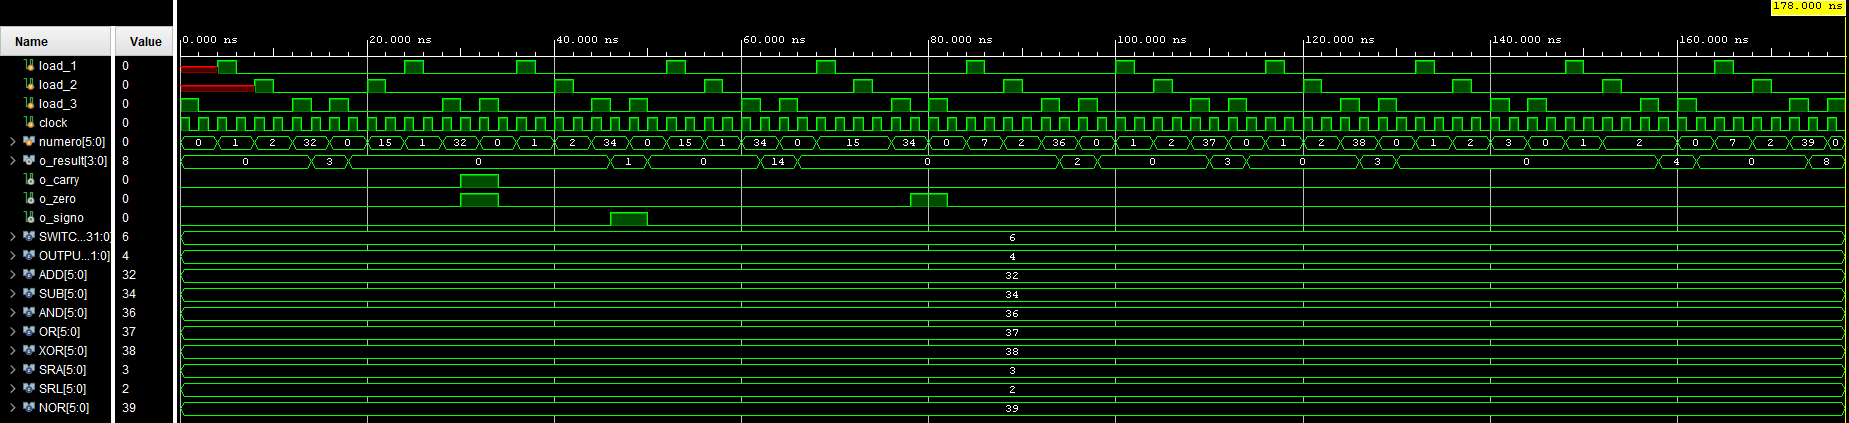 178.000 ns
Name Value 0.000 ns 20.000 ns 40.000 ns 60.000 ns 80.000 ns 100.000 ns 120.000 ns 140.000 ns 160.000 ns
load_1 0
load_2 0
load_3 0
clock 0
numero[5:0] 0 0 1 2 32 0 15 1 32 0 1 2 34 0 15 1 34 0 15 34 0 7 2 36 0 1 2 37 0 1 2 38 0 1 2 3 0 1 2 0 7 2 39 0
o_result[3:0] 8 0 3 0 1 0 14 0 2 0 3 0 3 0 4 0 8
o_carry 0
o_zero 0
o_signo 0
SWITC...31:0] 6 6
OUTPU...1:0] 4 4
ADD[5:0] 32 32
SUB[5:0] 34 34
AND[5:0] 36 36
OR[5:0] 37 37
XOR[5:0] 38 38
SRA[5:0] 3 3
SRL[5:0] 2 2
NOR[5:0] 39 39